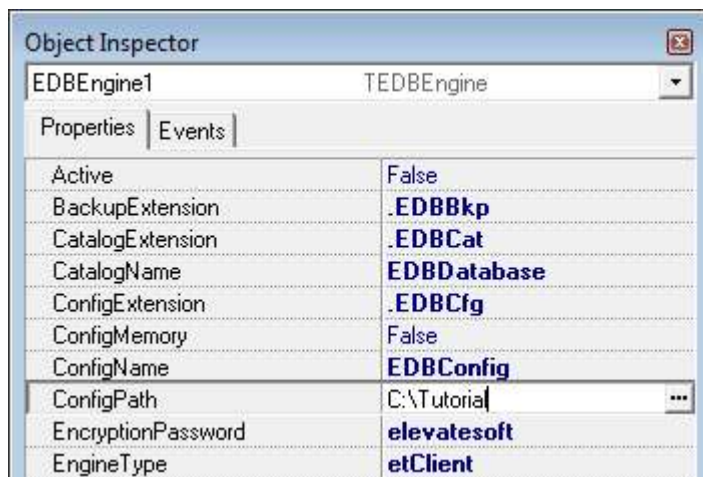 Object Inspector
EDBEngine1 TEDBEngine
Properties Events
Active False
BackupExtension .EDBBkp
CatalogExtension .EDBCat
CatalogName EDBDatabase
ConfigExtension .EDBCfg
ConfigMemory False
ConfigName EDBConfig
ConfigPath C:\Tutorial
EncryptionPassword elevatesoft
EngineType etClient